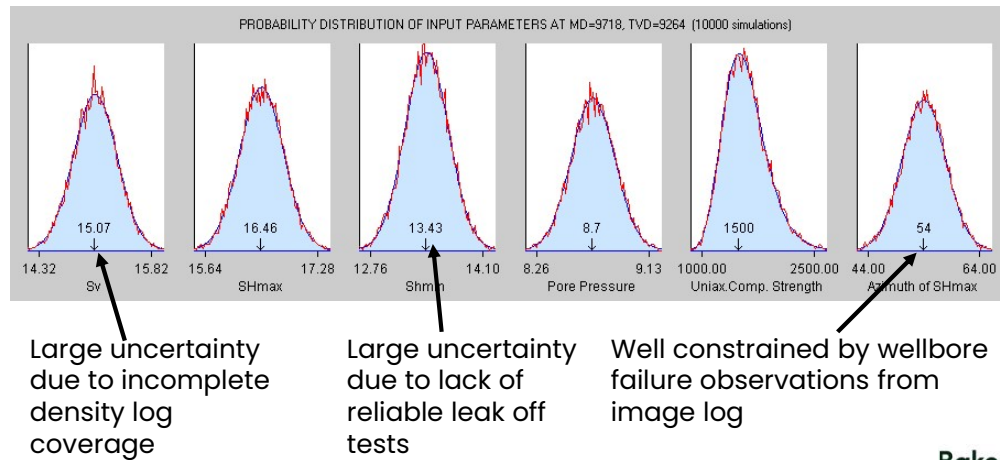 PROBABILITY DISTRIBUTION OF INPUT PARAMETERS AT MD=9718, TVD=9264 (10000 simulations)
15.07 16.46 13.43 8.7 1500 54
14.32 15.82 15.64 17.28 12.76 14.10 8.26 9.13 1000.00 2500.00 44.00 64.00
Sv SHmax Shmin Pore Pressure Uniax.Comp. Strength Azimuth of SHmax
Large uncertainty
due to incomplete
density log
coverage
Large uncertainty
due to lack of
reliable leak off
tests
Well constrained by wellbore
failure observations from
image log